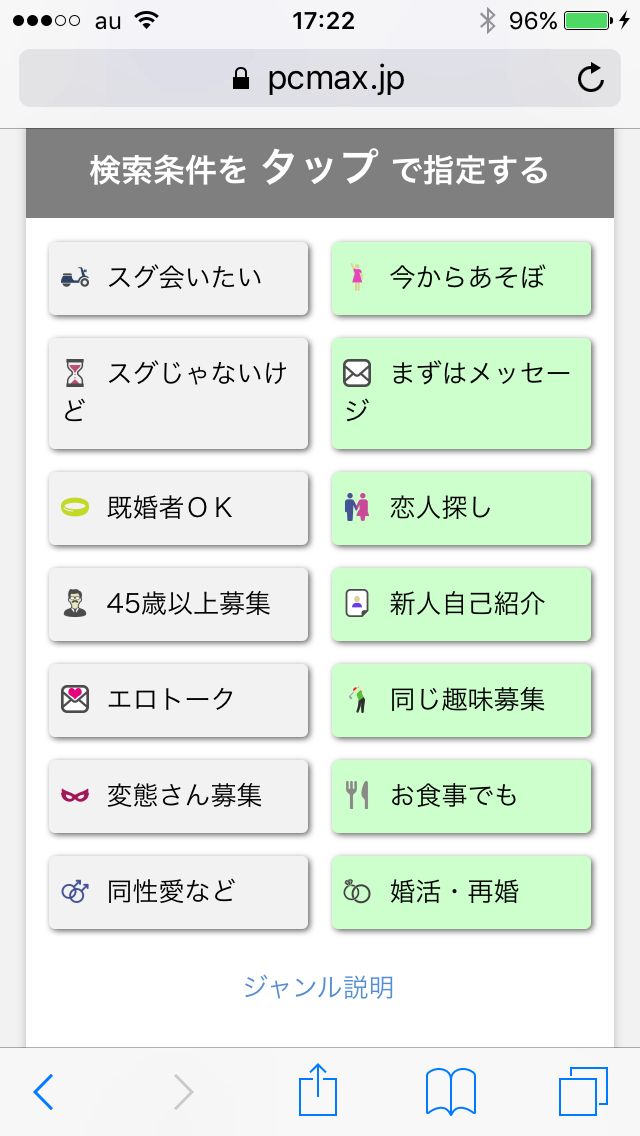 au 17:22 96%
pcmax.jp
検索条件を タップ で指定する
スグ会いたい
今からあそぼ
スグじゃないけ
ど
まずはメッセー
ジ
既婚者ＯＫ
恋人探し
45歳以上募集
新人自己紹介
エロトーク
同じ趣味募集
変態さん募集
お食事でも
同性愛など
婚活・再婚
ジャンル説明